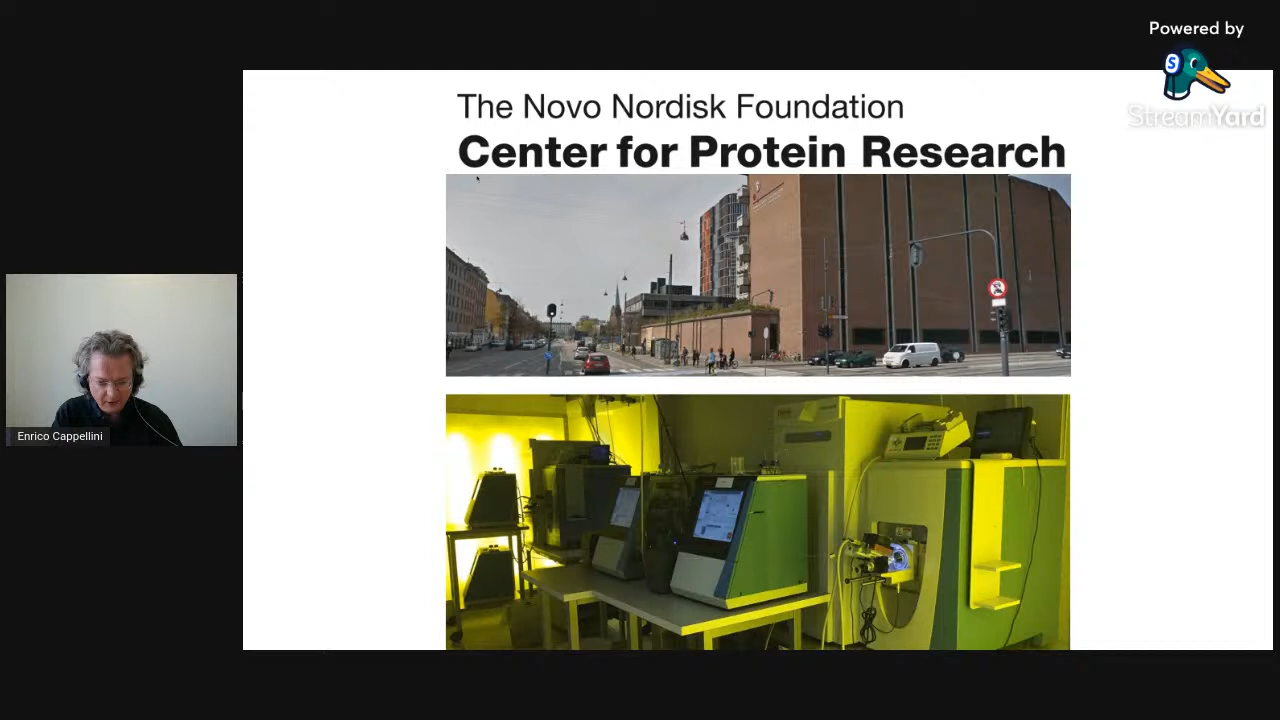 Powered by
StreamYard
The Novo Nordisk Foundation
Center for Protein Research
Enrico Cappellini